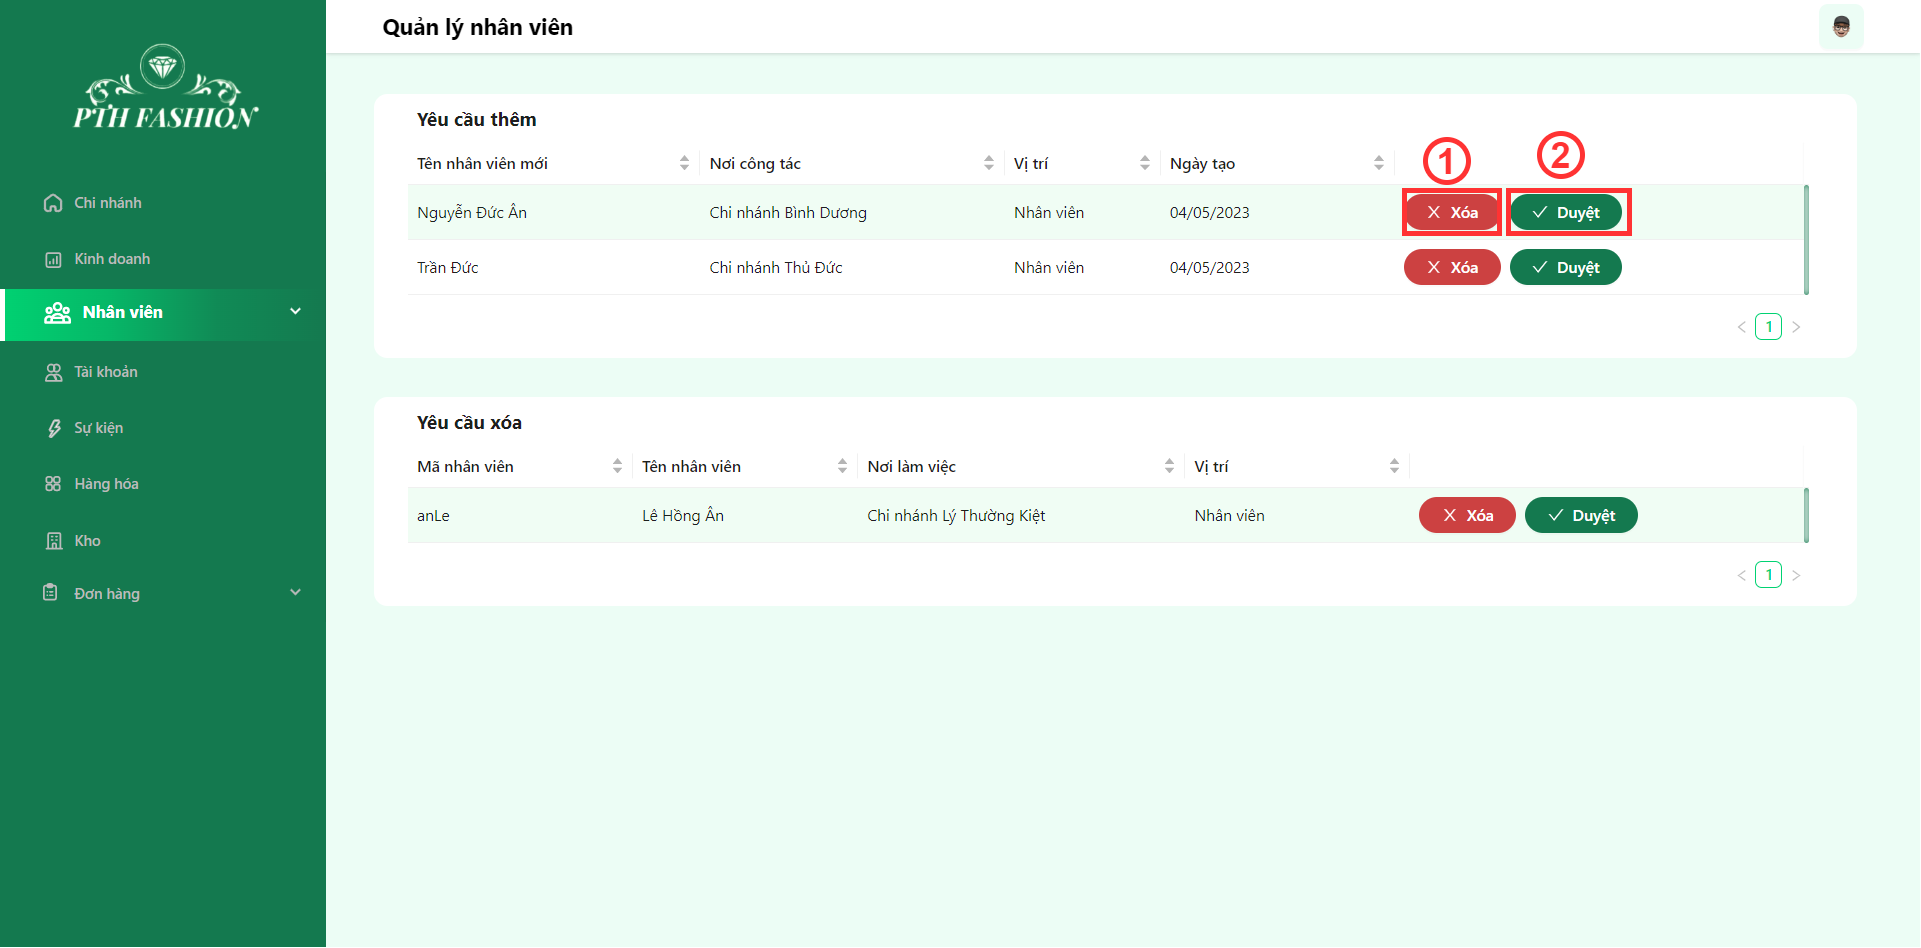 Quản lý nhân viên
PTH FASHION
Chi nhánh
Kinh doanh
Nhân viên
Tài khoản
Sự kiện
Hàng hóa
Kho
Đơn hàng
Yêu cầu thêm
1 2
Tên nhân viên mới Nơi công tác Vị trí Ngày tạo
Nguyễn Đức Ân Chi nhánh Bình Dương Nhân viên 04/05/2023 Xóa Duyệt
Trần Đức Chi nhánh Thủ Đức Nhân viên 04/05/2023 Xóa Duyệt
< 1 >
Yêu cầu xóa
Mã nhân viên Tên nhân viên Nơi làm việc Vị trí
anLe Lê Hồng Ân Chi nhánh Lý Thường Kiệt Nhân viên Xóa Duyệt
< 1 >